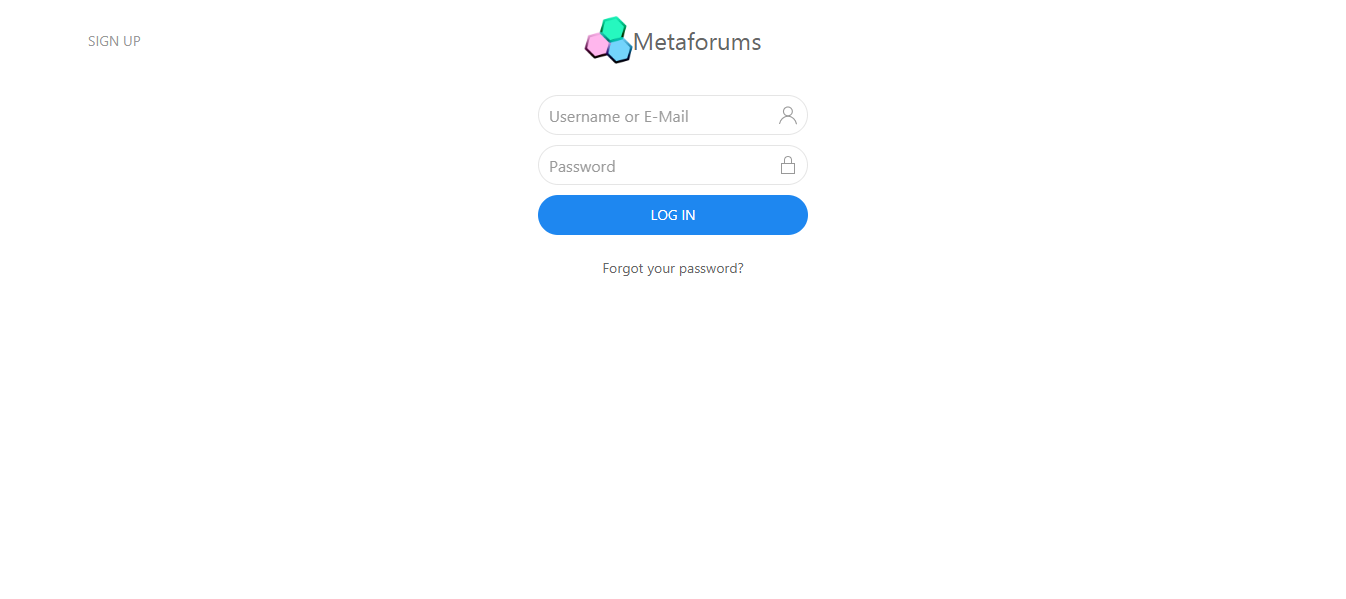 SIGN UP
Metaforums
Username or E-Mail
Password
LOG IN
Forgot your password?